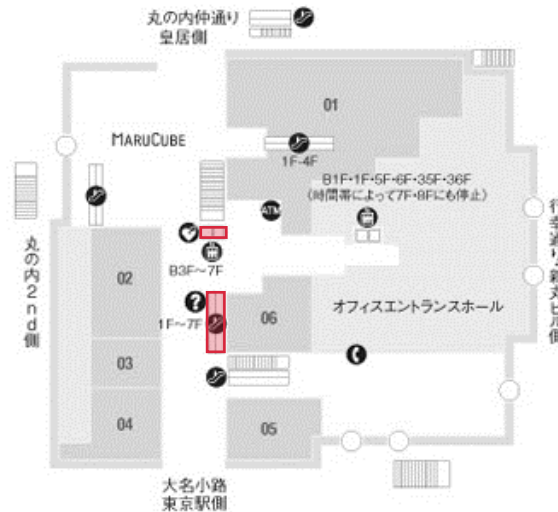 丸の内仲通り
皇居側
01
MARUCUBE
1F-4F
B1F・1F・5F・6F・35F・36F
(時間帯によって7F・8Fにも停止)
ATM
丸の内2nd側
行幸通り・新丸ビル側
02
B3F〜7F
?
1F〜7F
06
オフィスエントランスホール
03
04
05
大名小路
東京駅側